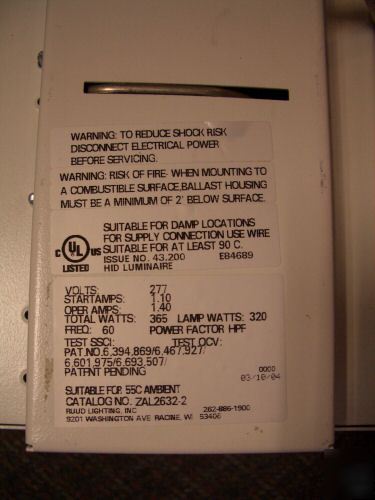 WARNING: TO REDUCE SHOCK RISK
DISCONNECT ELECTRICAL POWER
BEFORE SERVICING.
WARNING: RISK OF FIRE- WHEN MOUNTING TO
A COMBUSTIBLE SURFACE,BALLAST HOUSING
MUST BE A MINIMUM OF 2' BELOW SURFACE.
SUITABLE FOR DAMP LOCATIONS
FOR SUPPLY CONNECTION USE WIRE
C UL US SUITABLE FOR AT LEAST 90 C.
ISSUE NO. 43,200 E84689
LISTED HID LUMINAIRE
VOLTS: 277
STARTAMPS: 1.10
OPER AMPS: 1.40
TOTAL WATTS: 365 LAMP WATTS: 320
FREQ: 60 POWER FACTOR HPF
TEST SSCI: TEST OCV:
PAT.NO.6,394,869/6,467,927/
6,601,975/6,693,507/
PATENT PENDING 0000
03/10/04
SUITABLE FOR 55C AMBIENT
CATALOG NO. ZAL2632-2
RUUD LIGHTING, INC 262-886-1900
9201 WASHINGTON AVE RACINE, WI 53406